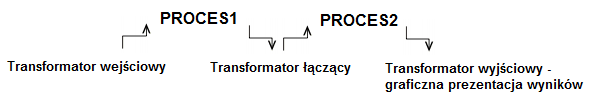 PROCES1
PROCES2
Transformator wejściowy
Transformator łączący
Transformator wyjściowy -
graficzna prezentacja wyników